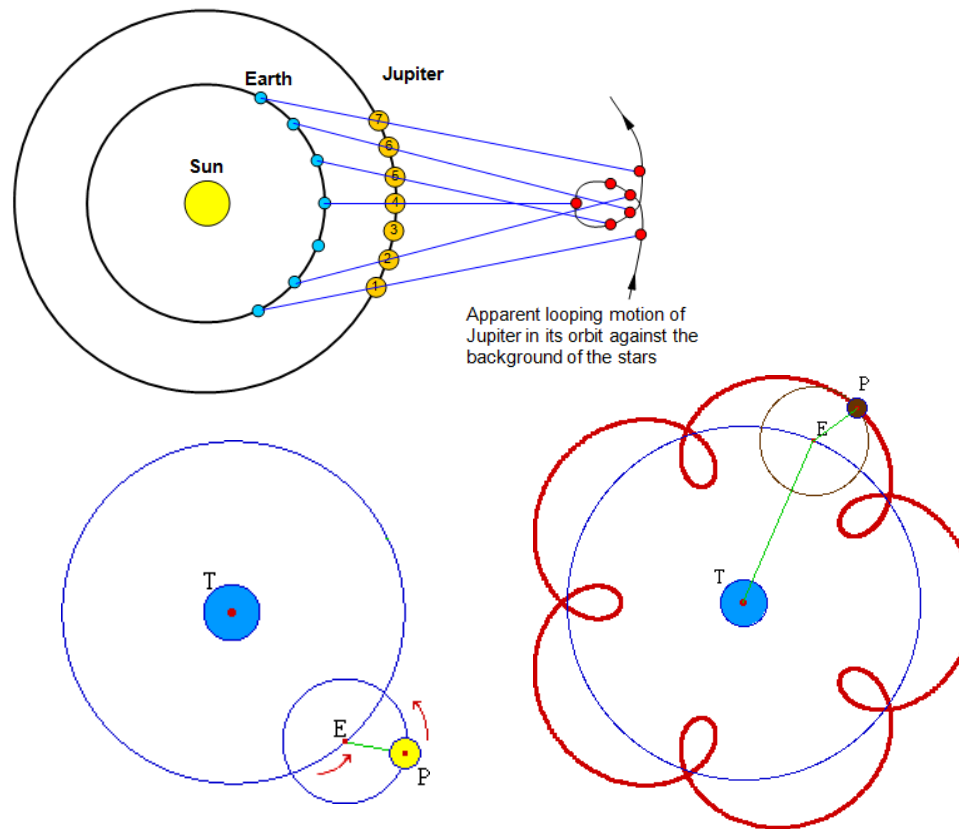 Earth
Jupiter
Sun
7
6
5
4
3
2
1
Apparent looping motion of
Jupiter in its orbit against the
background of the stars
T
E
P
P
E
T